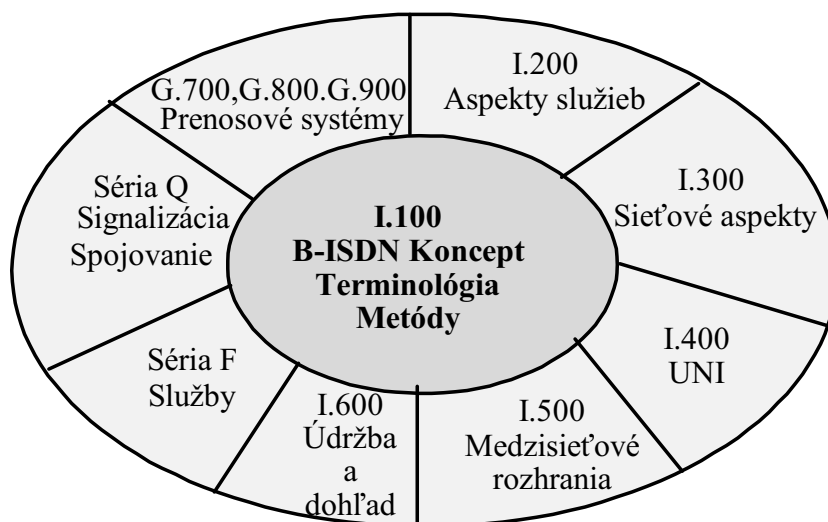 G.700,G.800.G.900
Prenosové systémy
I.200
Aspekty služieb
I.300
Sieťové aspekty
I.400
UNI
I.500
Medzisieťové
rozhrania
I.600
Údržba
a
dohľad
Séria F
Služby
Séria Q
Signalizácia
Spojovanie
I.100
B-ISDN Koncept
Terminológia
Metódy